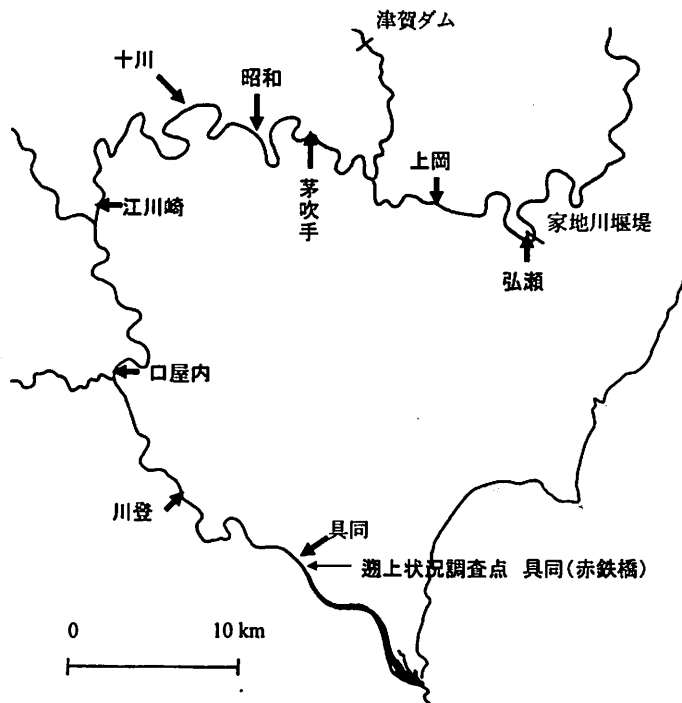 津賀ダム
十川
昭和
茅吹手
上岡
家地川堰堤
弘瀬
江川崎
口屋内
川登
具同
遡上状況調査点 具同(赤鉄橋)
0 10 km